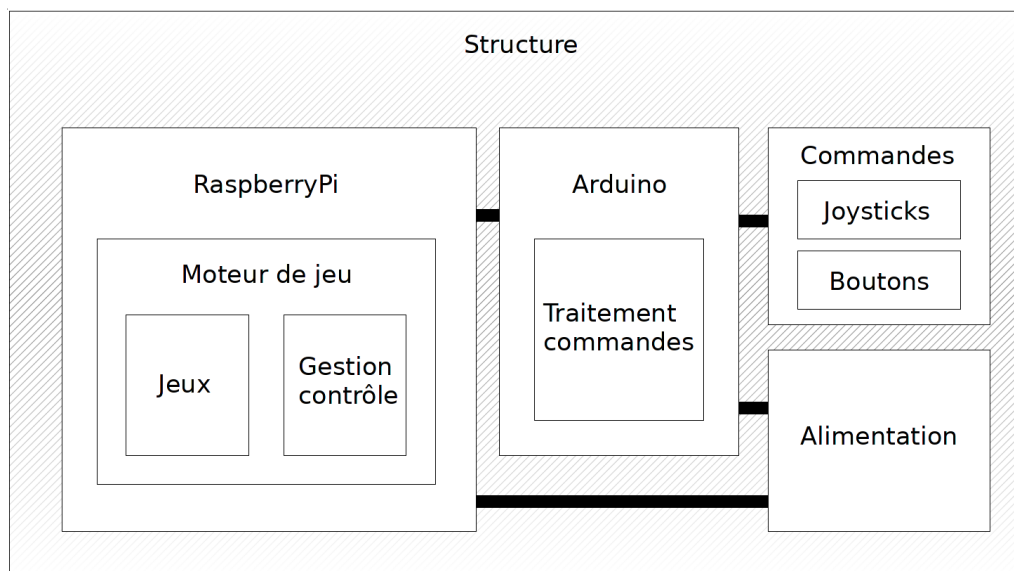 Structure
RaspberryPi
Moteur de jeu
Jeux
Gestion
contrôle
Arduino
Traitement
commandes
Commandes
Joysticks
Boutons
Alimentation